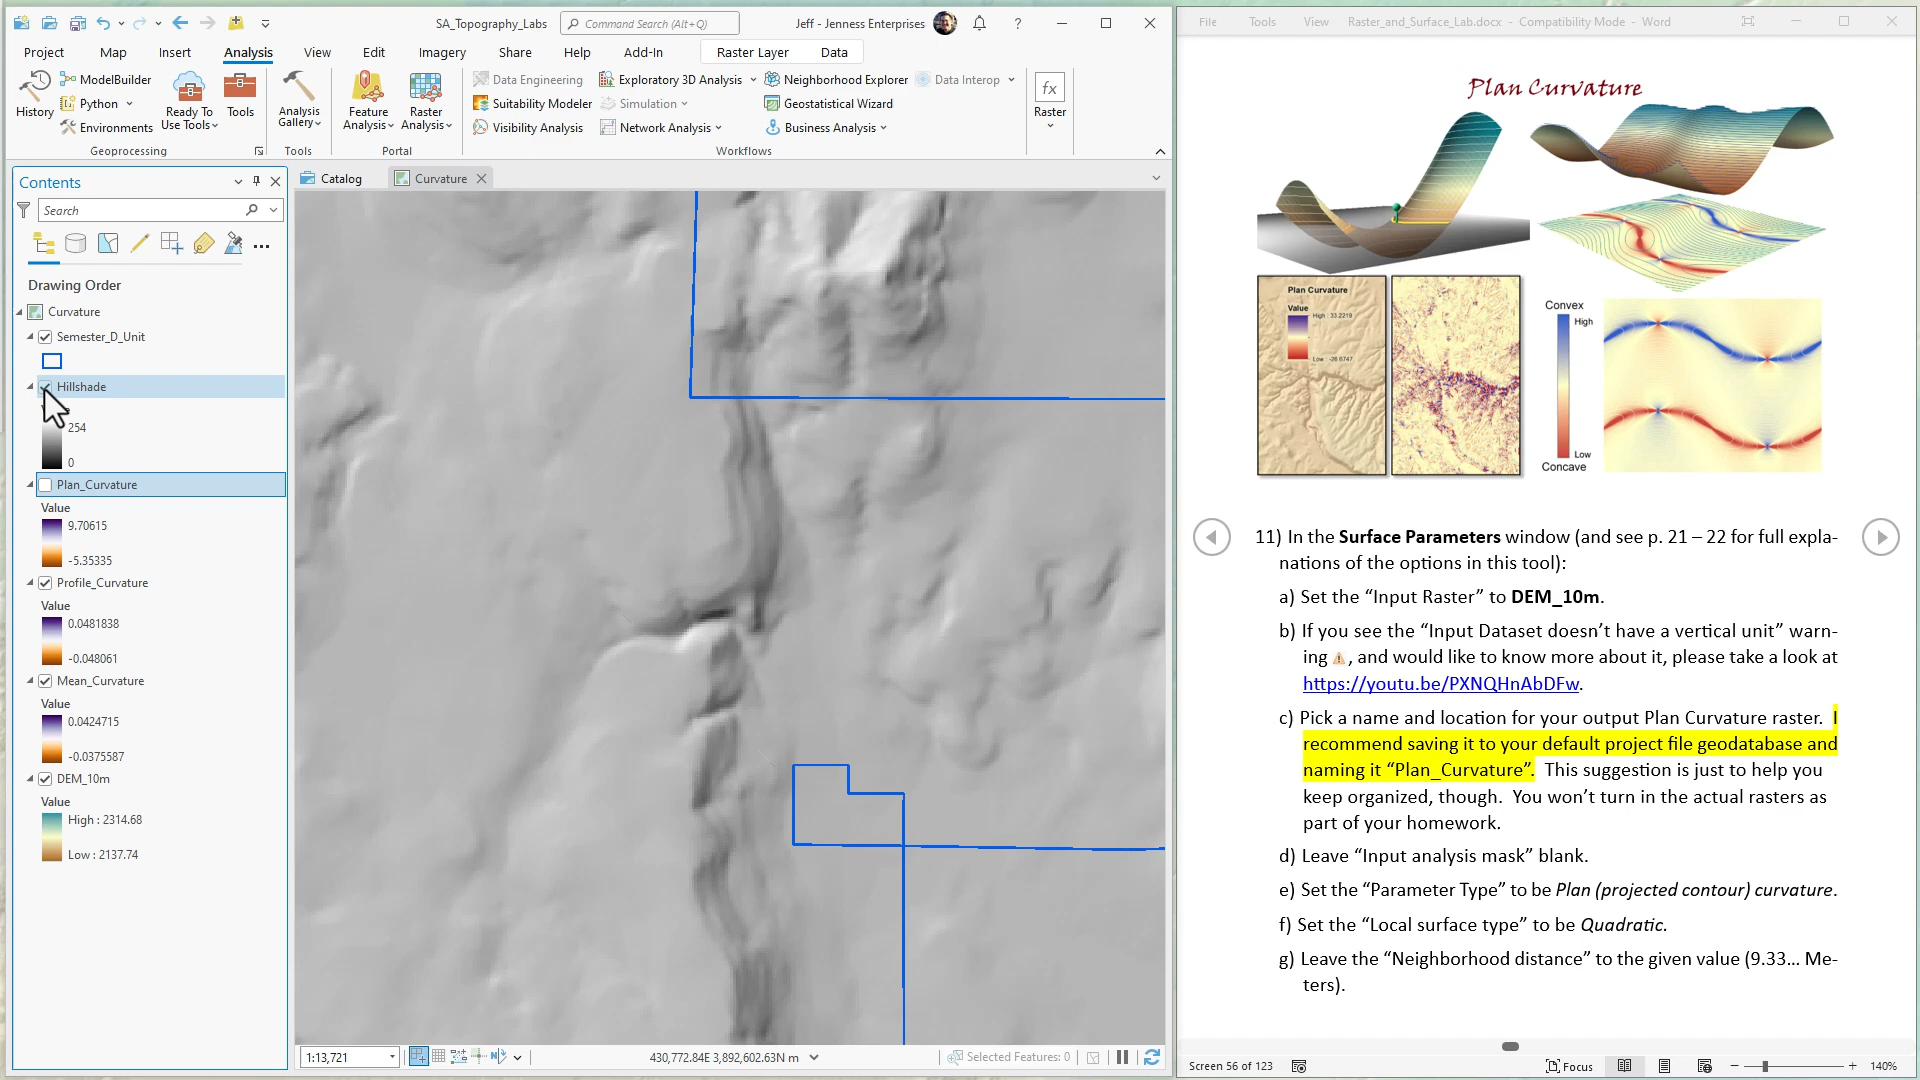 SA_Topography_Labs
Command Search (Alt+Q)
Jeff - Jenness Enterprises
?
Project
Map
Insert
Analysis
View
Edit
Imagery
Share
Help
Add-In
Raster Layer
Data
History
ModelBuilder
Python
Environments
Ready To
Use Tools
Tools
Geoprocessing
Analysis
Gallery
Tools
Feature
Analysis
Raster
Analysis
Portal
Data Engineering
Suitability Modeler
Visibility Analysis
Exploratory 3D Analysis
Simulation
Network Analysis
Neighborhood Explorer
Geostatistical Wizard
Business Analysis
Data Interop
Workflows
fx
Raster
Contents
Search
Drawing Order
Curvature
Semester_D_Unit
Hillshade
254
0
Plan_Curvature
Value
9.70615
-5.35335
Profile_Curvature
Value
0.0481838
-0.048061
Mean_Curvature
Value
0.0424715
-0.0375587
DEM_10m
Value
High : 2314.68
Low : 2137.74
Catalog
Curvature
1:13,721
430,772.84E 3,892,602.63N m
Selected Features: 0
File
Tools
View
Raster_and_Surface_Lab.docx - Compatibility Mode - Word
Plan Curvature
Plan Curvature
Value
High : 33.2219
Low : -26.6747
Convex
High
Low
Concave
11) In the Surface Parameters window (and see p. 21 – 22 for full expla-
nations of the options in this tool):
a) Set the “Input Raster” to DEM_10m.
b) If you see the “Input Dataset doesn’t have a vertical unit” warn-
ing , and would like to know more about it, please take a look at
https://youtu.be/PXNQHnAbDFw.
c) Pick a name and location for your output Plan Curvature raster. I
recommend saving it to your default project file geodatabase and
naming it “Plan_Curvature”. This suggestion is just to help you
keep organized, though. You won’t turn in the actual rasters as
part of your homework.
d) Leave “Input analysis mask” blank.
e) Set the “Parameter Type” to be Plan (projected contour) curvature.
f) Set the “Local surface type” to be Quadratic.
g) Leave the “Neighborhood distance” to the given value (9.33... Me-
ters).
Screen 56 of 123
Focus
140%